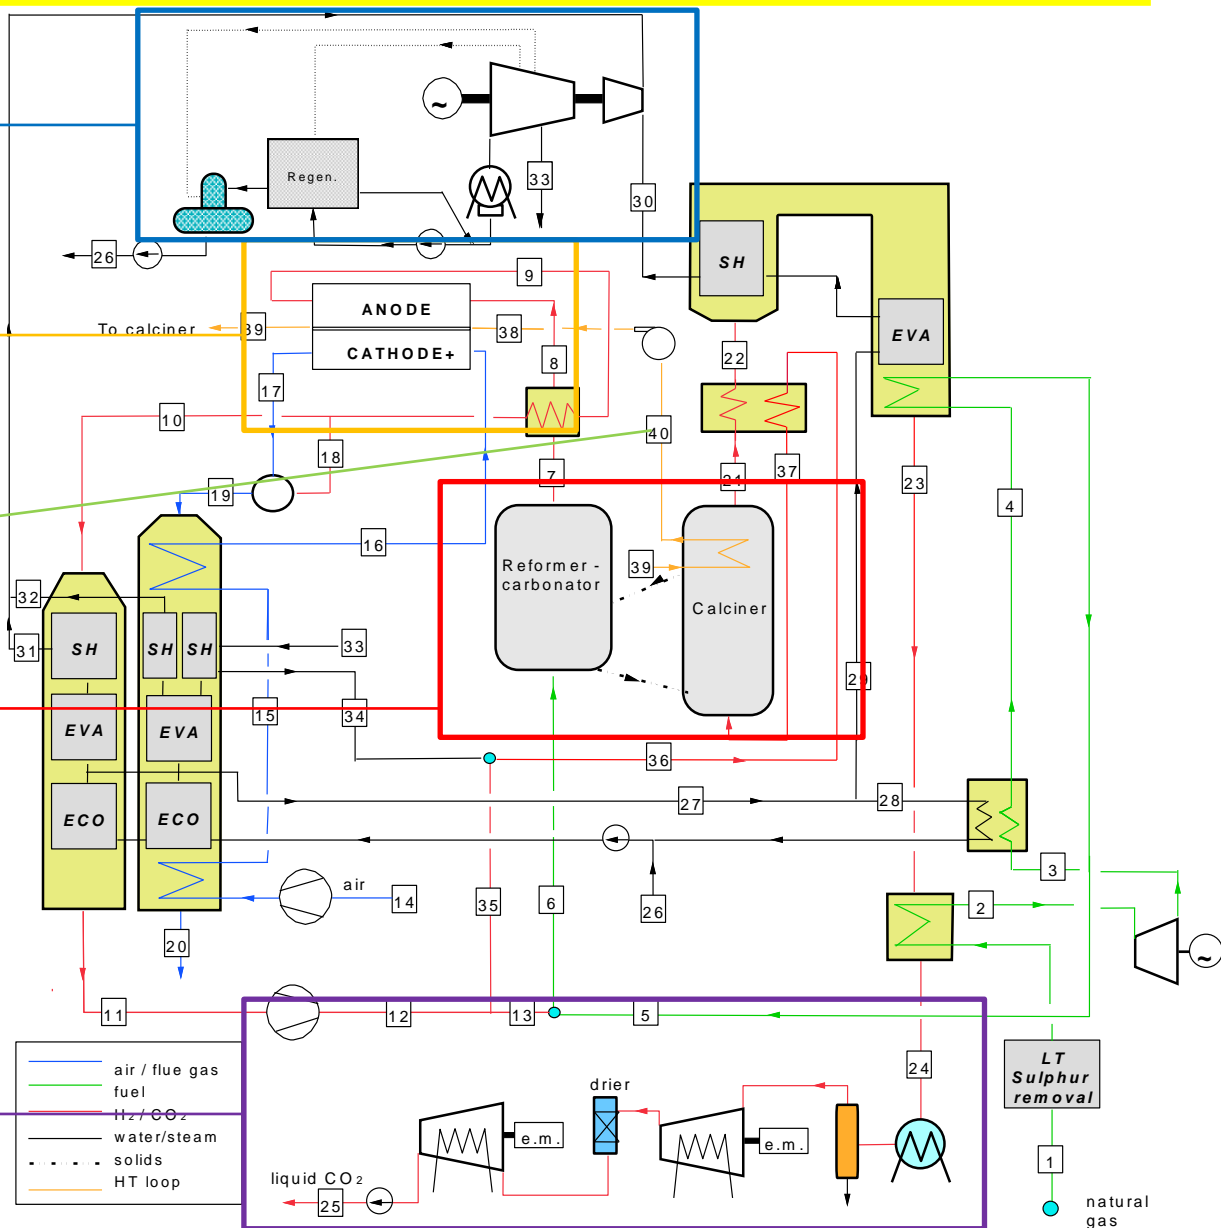 ~
33
Regen.
30
26
SH
9
ANODE
EVA
To calciner
39
38
CATHODE+
22
8
17
10
40
18
7
21
37
23
19
4
16
Reformer -
carbonator
39
Calciner
32
31
SH
SH
SH
33
29
15
34
EVA
EVA
36
27
28
ECO
ECO
3
air
14
35
6
26
2
20
~
11
12
13
5
air / flue gas
fuel
H₂ / CO₂
water/steam
solids
HT loop
24
LT
Sulphur
removal
drier
e.m.
e.m.
liquid CO₂
25
1
natural
gas